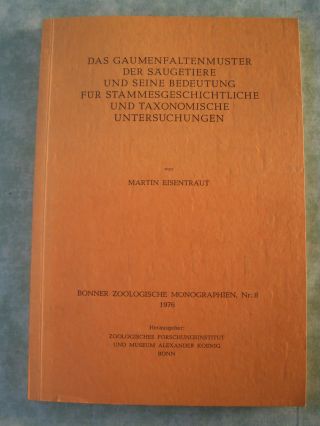 DAS GAUMENFALTENMUSTER
DER SÄUGETIERE
UND SEINE BEDEUTUNG
FÜR STAMMESGESCHICHTLICHE
UND TAXONOMISCHE
UNTERSUCHUNGEN
von
MARTIN EISENTRAUT
BONNER ZOOLOGISCHE MONOGRAPHIEN, Nr. 8
1976
Herausgeber:
ZOOLOGISCHES FORSCHUNGSINSTITUT
UND MUSEUM ALEXANDER KOENIG
BONN